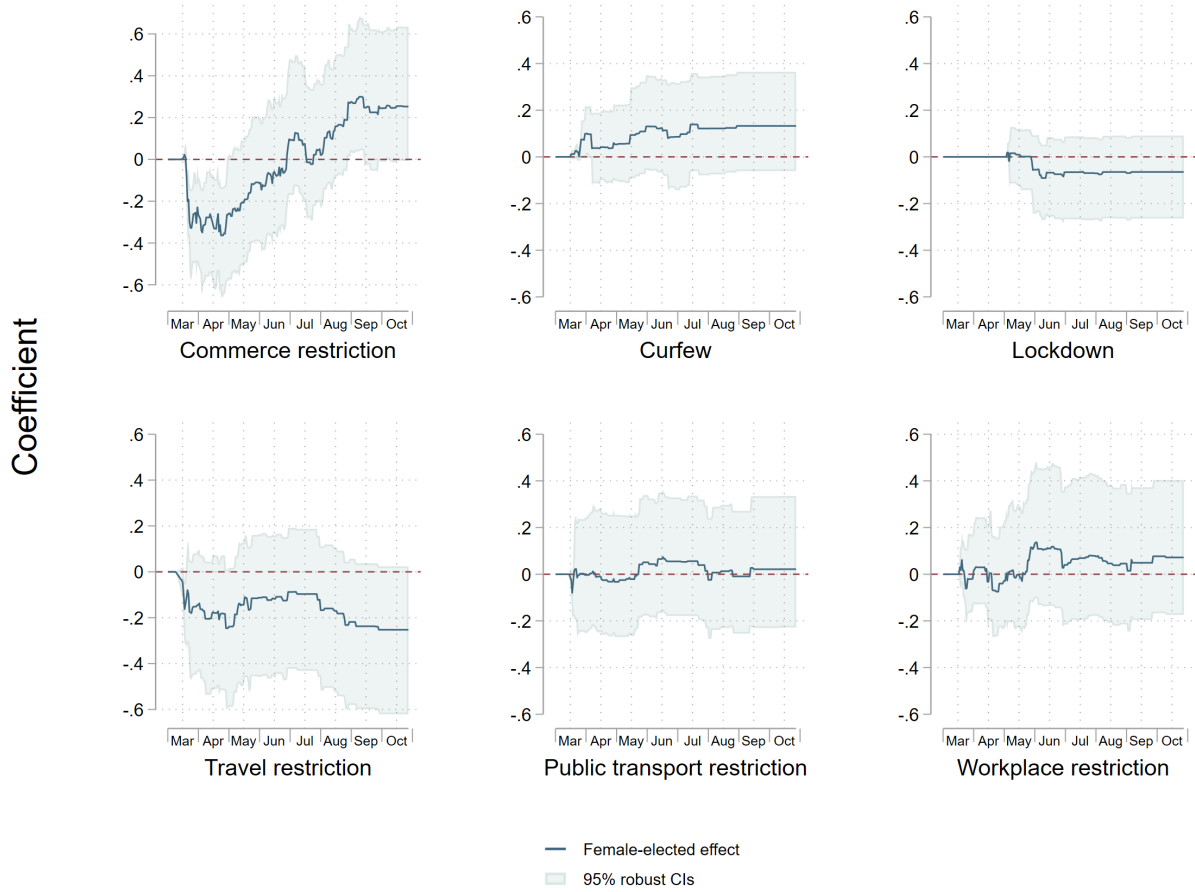 Coefficient
.6
.4
.2
0
-.2
-.4
-.6
Mar Apr May Jun Jul Aug Sep Oct
Commerce restriction
.6
.4
.2
0
-.2
-.4
-.6
Mar Apr May Jun Jul Aug Sep Oct
Curfew
.6
.4
.2
0
-.2
-.4
-.6
Mar Apr May Jun Jul Aug Sep Oct
Lockdown
.6
.4
.2
0
-.2
-.4
-.6
Mar Apr May Jun Jul Aug Sep Oct
Travel restriction
.6
.4
.2
0
-.2
-.4
-.6
Mar Apr May Jun Jul Aug Sep Oct
Public transport restriction
.6
.4
.2
0
-.2
-.4
-.6
Mar Apr May Jun Jul Aug Sep Oct
Workplace restriction
Female-elected effect
95% robust CIs